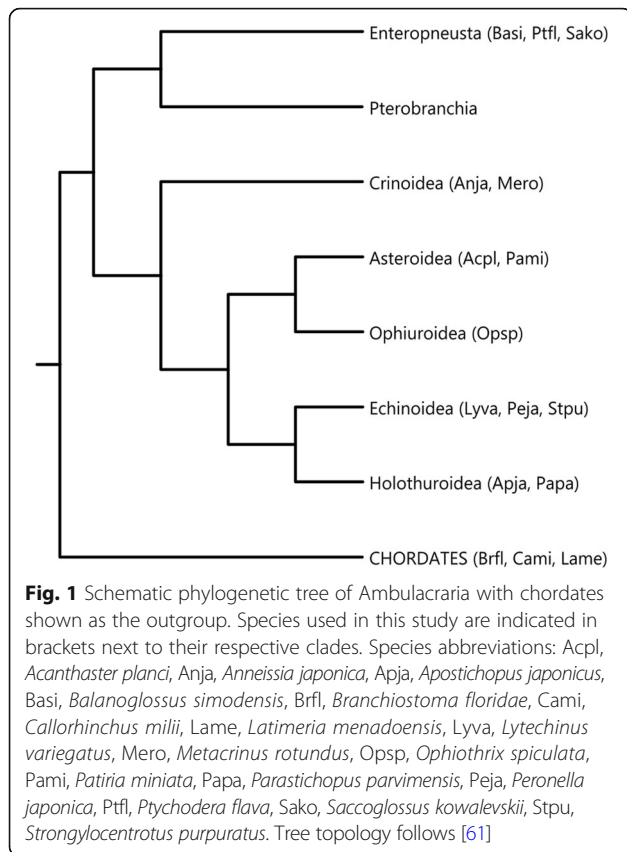 Enteropneusta (Basi, Ptfl, Sako)
Pterobranchia
Crinoidea (Anja, Mero)
Asteroidea (Acpl, Pami)
Ophiuroidea (Opsp)
Echinoidea (Lyva, Peja, Stpu)
Holothuroidea (Apja, Papa)
CHORDATES (Brfl, Cami, Lame)
Fig. 1 Schematic phylogenetic tree of Ambulacraria with chordates
shown as the outgroup. Species used in this study are indicated in
brackets next to their respective clades. Species abbreviations: Acpl,
Acanthaster planci, Anja, Anneissia japonica, Apja, Apostichopus japonicus,
Basi, Balanoglossus simodensis, Brfl, Branchiostoma floridae, Cami,
Callorhinchus milii, Lame, Latimeria menadoensis, Lyva, Lytechinus
variegatus, Mero, Metacrinus rotundus, Opsp, Ophiothrix spiculata,
Pami, Patiria miniata, Papa, Parastichopus parvimensis, Peja, Peronella
japonica, Ptfl, Ptychodera flava, Sako, Saccoglossus kowalevskii, Stpu,
Strongylocentrotus purpuratus. Tree topology follows [61]